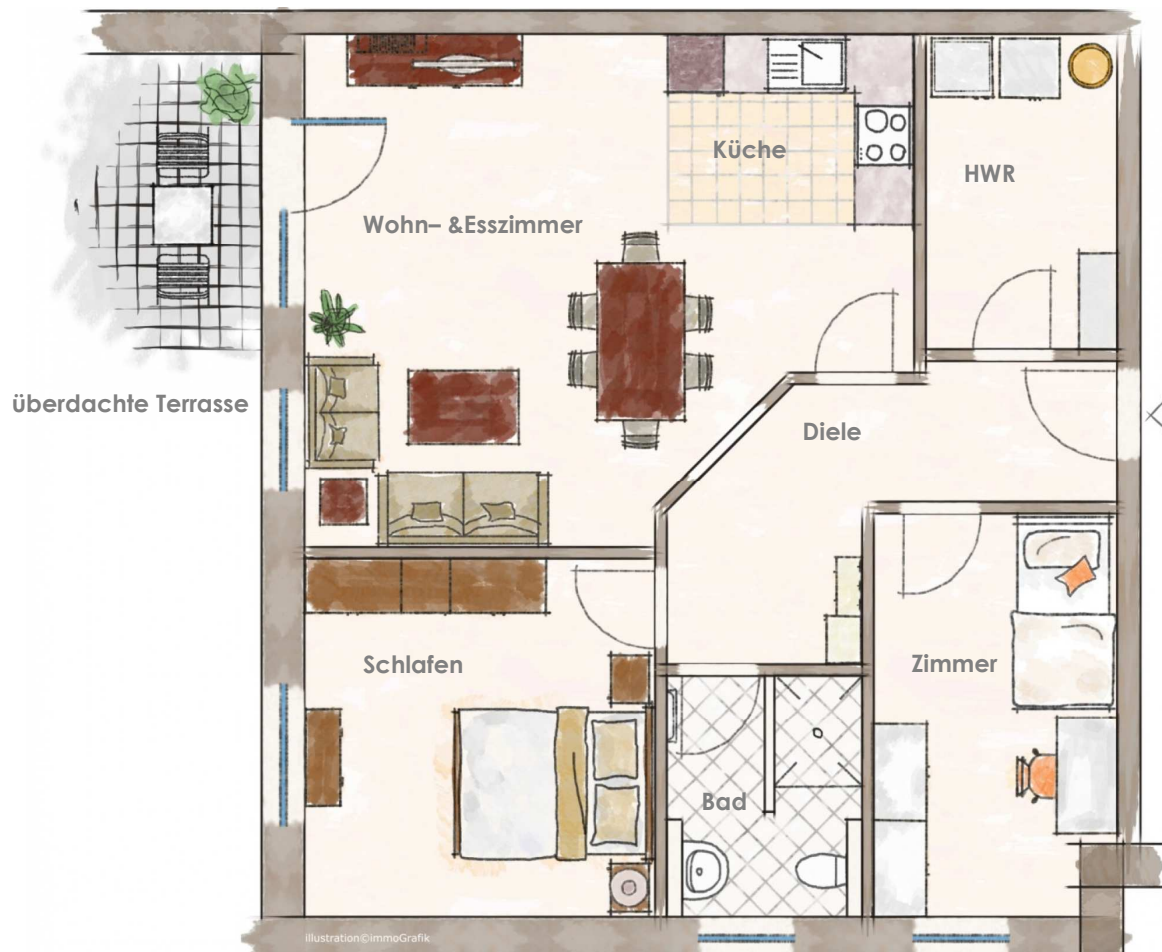 Küche
HWR
Wohn– &Esszimmer
überdachte Terrasse
Diele
Schlafen
Zimmer
Bad
illustration©immoGrafik